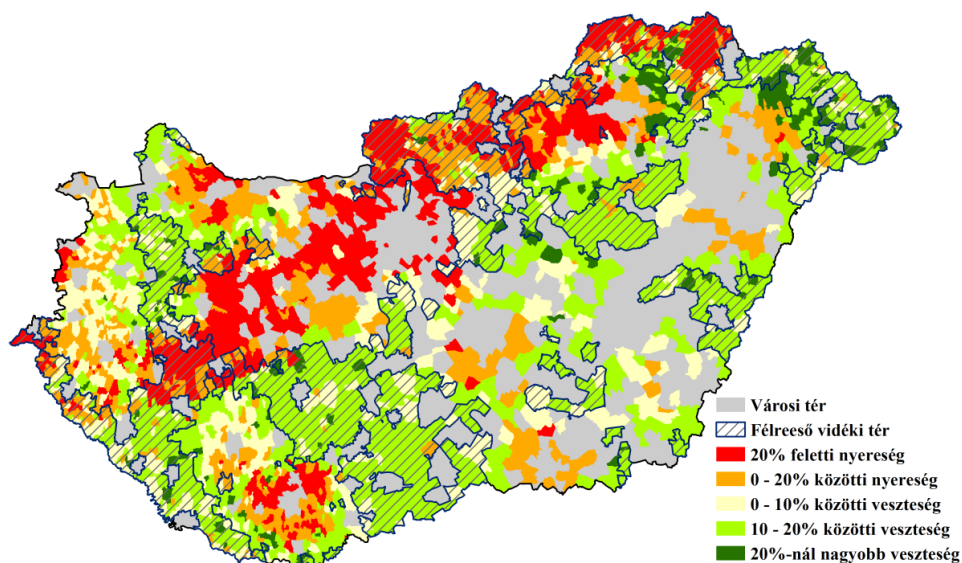 Városi tér
Félreeső vidéki tér
20% feletti nyereség
0 - 20% közötti nyereség
0 - 10% közötti veszteség
10 - 20% közötti veszteség
20%-nál nagyobb veszteség